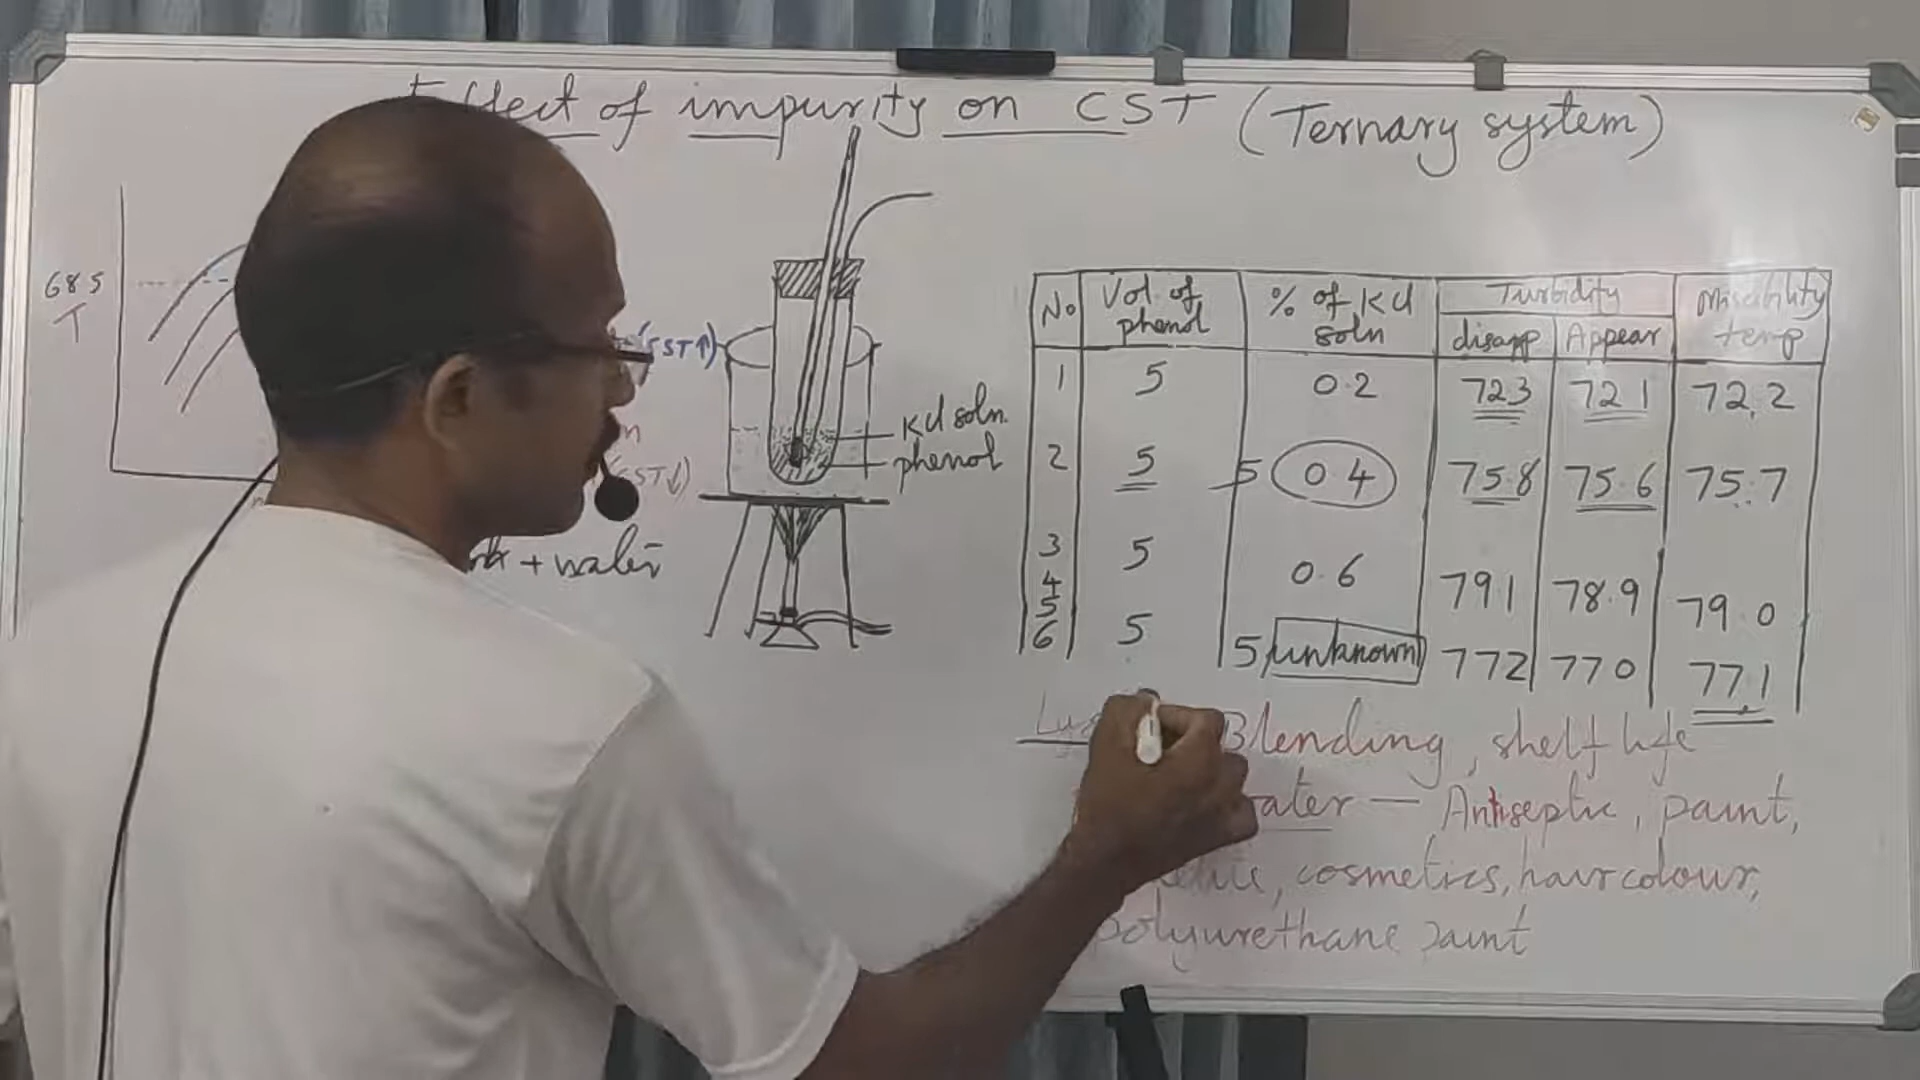 Effect of impurity on CST (Ternary system)
68.5
T
(CST↑)
(CST↓)
+ water
KCl soln.
phenol
No | Vol. of phenol | % of KCl soln | Turbidity disapp | Appear | Miscibility temp
1 | 5 | 0.2 | 72.3 | 72.1 | 72.2
2 | 5 | 5 0.4 | 75.8 | 75.6 | 75.7
3 | 5 | 0.6 | 79.1 | 78.9 | 79.0
4
5
6 | 5 | 5 unknown | 77.2 | 77.0 | 77.1
Blending, shelf life
— Antiseptic, paint,
cosmetics, hair colour,
polyurethane paint